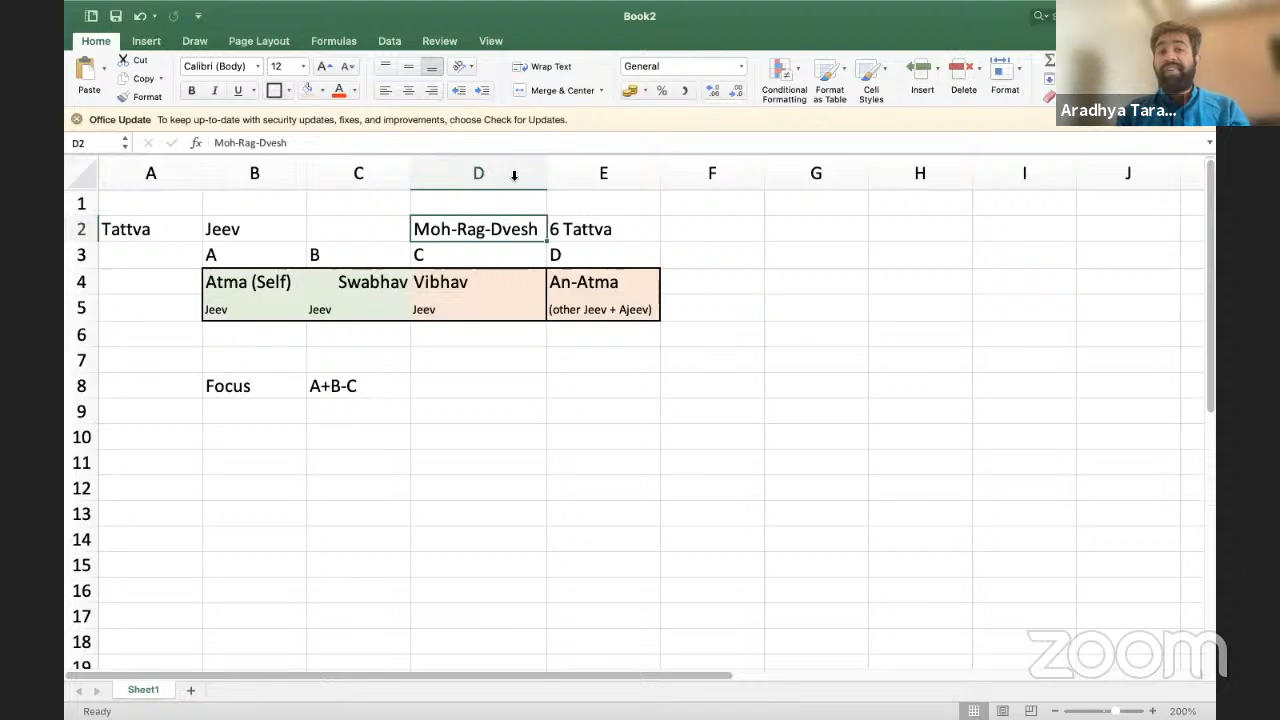 Book2
Home Insert Draw Page Layout Formulas Data Review View
Paste Cut Copy Format
Calibri (Body) 12
B I U A
Wrap Text
Merge & Center
General
Conditional Formatting
Format as Table
Cell Styles
Insert Delete Format
Aradhya Tara...
Office Update To keep up-to-date with security updates, fixes, and improvements, choose Check for Updates.
D2 fx Moh-Rag-Dvesh
A B C D E F G H I J
1
2 Tattva Jeev Moh-Rag-Dvesh 6 Tattva
3 A B C D
4 Atma (Self) Swabhav Vibhav An-Atma
5 Jeev Jeev Jeev (other Jeev + Ajeev)
6
7
8 Focus A+B-C
9
10
11
12
13
14
15
16
17
18
19
zoom
Sheet1 +
Ready 200%